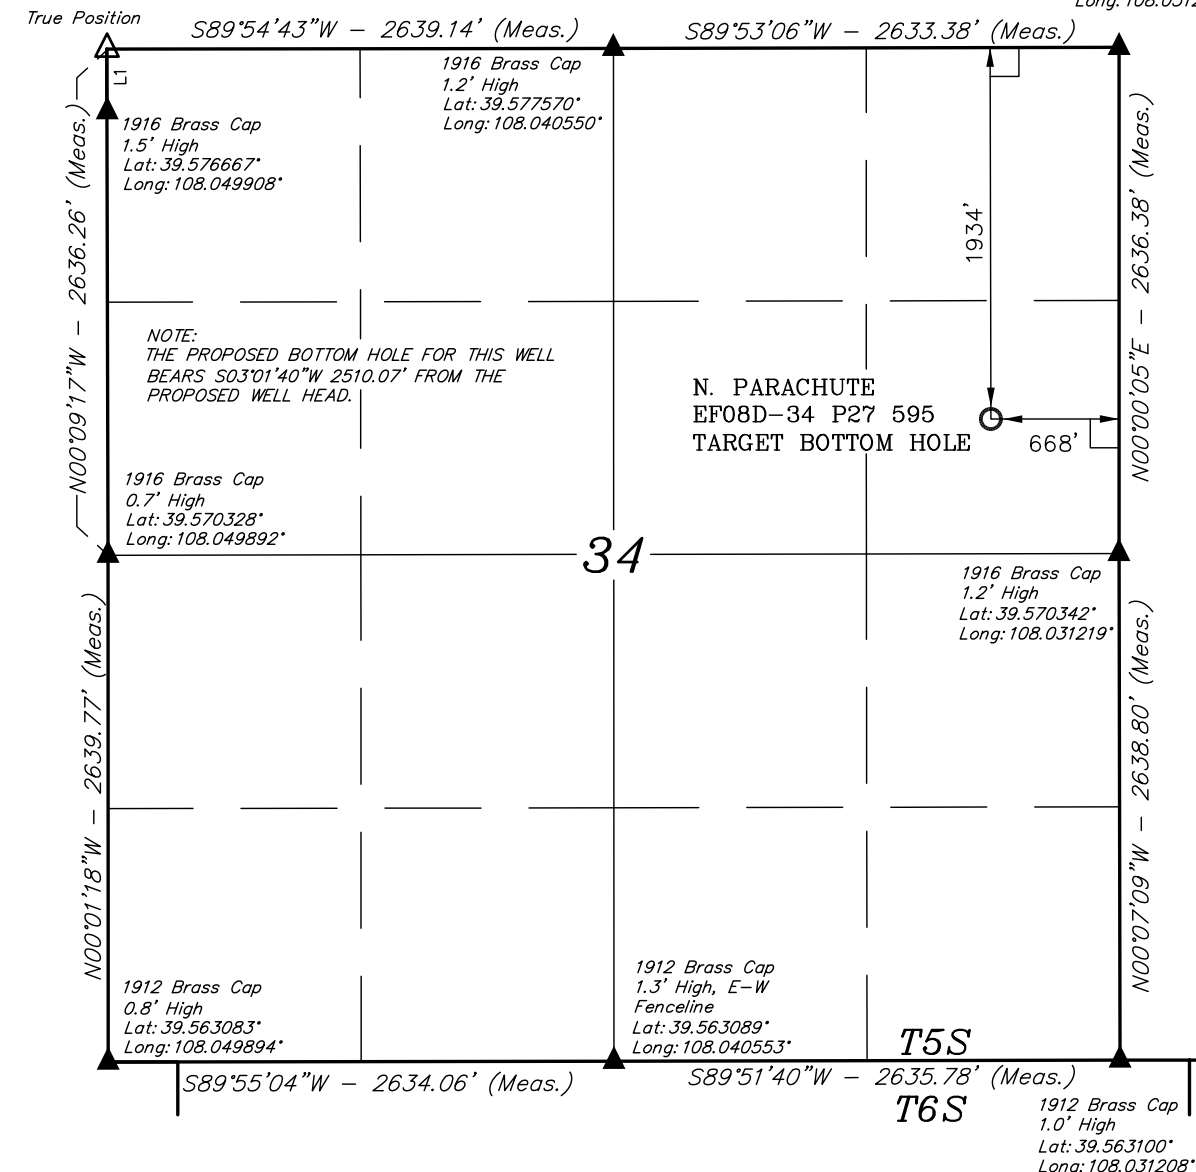 Long: 108.0312
True Position
S89°54'43"W – 2639.14' (Meas.)
S89°53'06"W – 2633.38' (Meas.)
L1
1916 Brass Cap
1.2' High
Lat: 39.577570°
Long: 108.040550°
1916 Brass Cap
1.5' High
Lat: 39.576667°
Long: 108.049908°
N00°09'17"W – 2636.26' (Meas.)
1934'
N00°00'05"E – 2636.38' (Meas.)
NOTE:
THE PROPOSED BOTTOM HOLE FOR THIS WELL
BEARS S03°01'40"W 2510.07' FROM THE
PROPOSED WELL HEAD.
N. PARACHUTE
EF08D-34 P27 595
TARGET BOTTOM HOLE
668'
1916 Brass Cap
0.7' High
Lat: 39.570328°
Long: 108.049892°
34
1916 Brass Cap
1.2' High
Lat: 39.570342°
Long: 108.031219°
N00°01'18"W – 2639.77' (Meas.)
N00°07'09"W – 2638.80' (Meas.)
1912 Brass Cap
0.8' High
Lat: 39.563083°
Long: 108.049894°
1912 Brass Cap
1.3' High, E-W
Fenceline
Lat: 39.563089°
Long: 108.040553°
T5S
S89°55'04"W – 2634.06' (Meas.)
S89°51'40"W – 2635.78' (Meas.)
T6S
1912 Brass Cap
1.0' High
Lat: 39.563100°
Long: 108.031208°